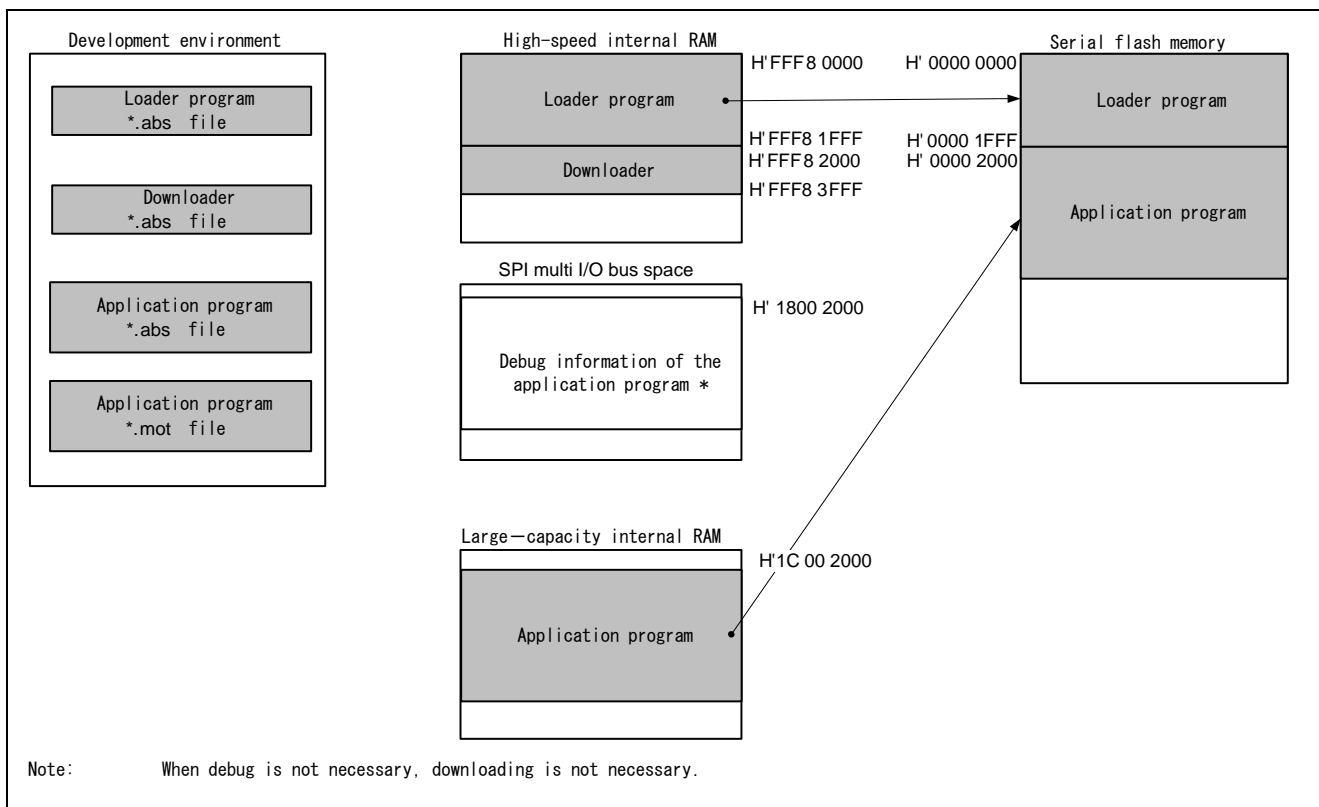 Development environment
Loader program
*.abs file
Downloader
*.abs file
Application program
*.abs file
Application program
*.mot file
High-speed internal RAM
H'FFF8 0000
Loader program
H'FFF8 1FFF
H'FFF8 2000
Downloader
H'FFF8 3FFF
SPI multi I/O bus space
H' 1800 2000
Debug information of the
application program *
Large－capacity internal RAM
H'1C 00 2000
Application program
Serial flash memory
H' 0000 0000
Loader program
H'0000 1FFF
H' 0000 2000
Application program
Note: When debug is not necessary, downloading is not necessary.